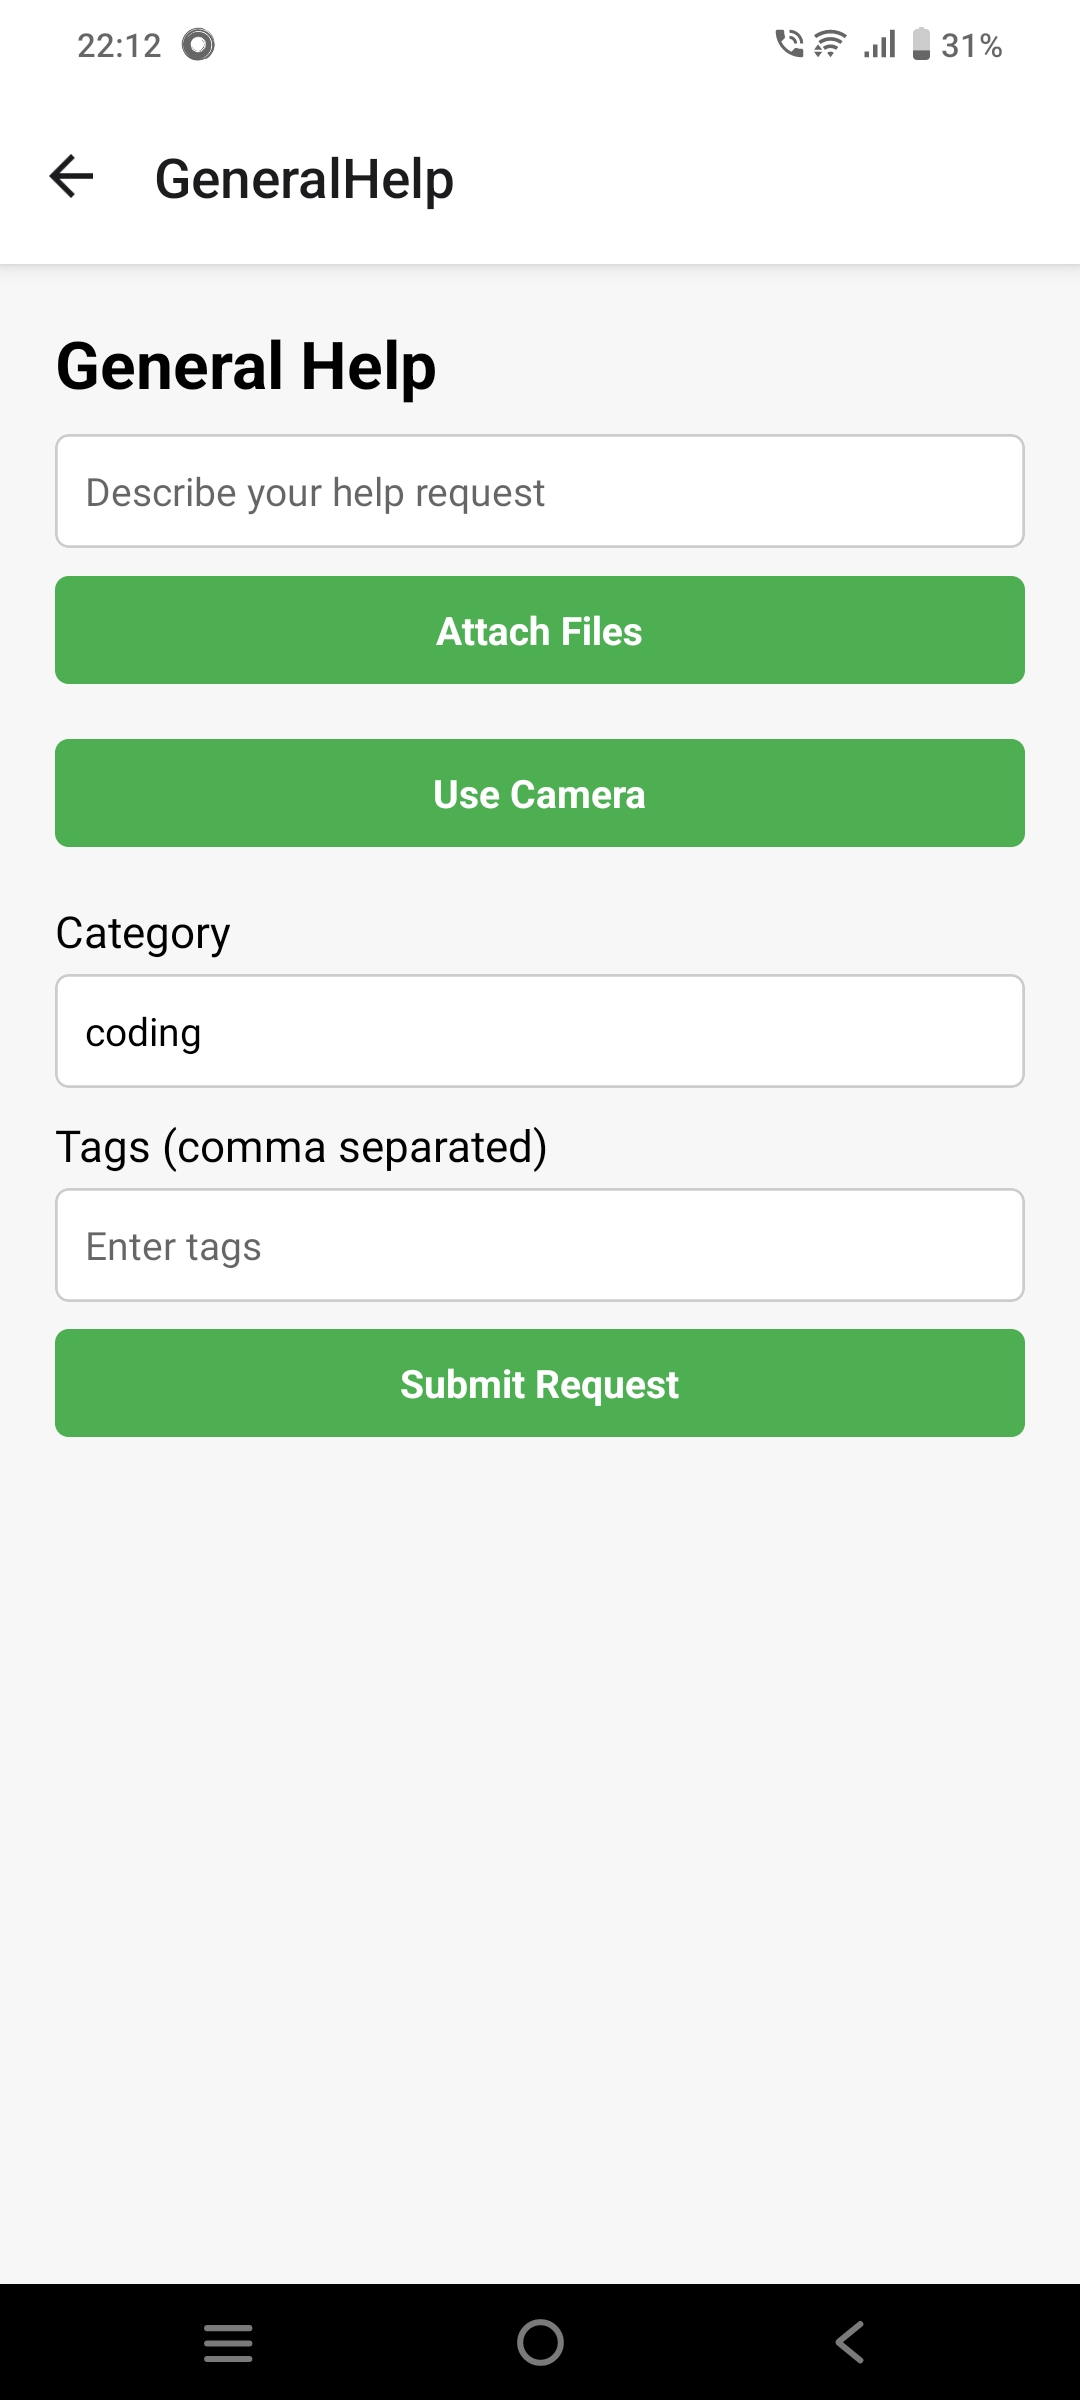 22:12 31%
GeneralHelp
General Help
Describe your help request
Attach Files
Use Camera
Category
coding
Tags (comma separated)
Enter tags
Submit Request